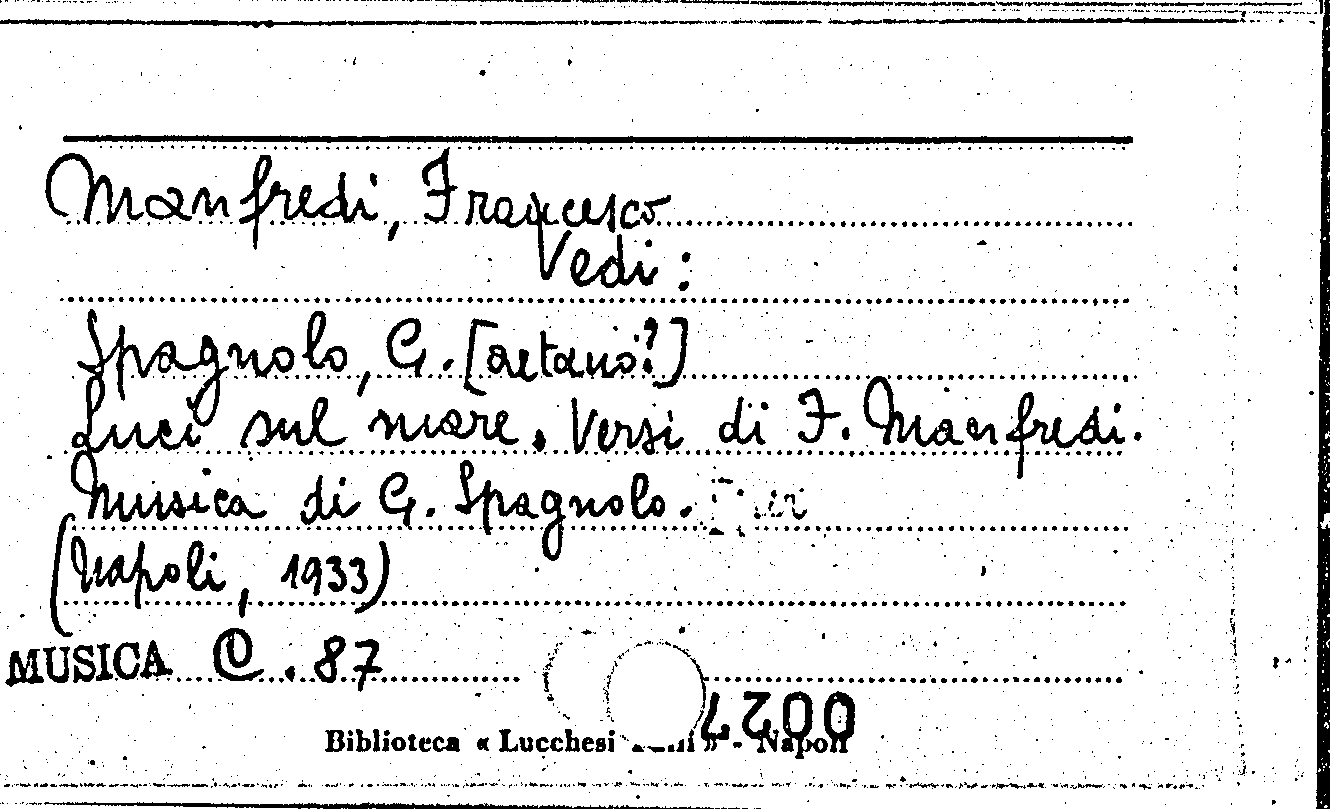 Manfredi, Francesco
Vedi:
Spagnolo, G. [aetano?]
Luci sul mare. Versi di F. Manfredi.
Musica di G. Spagnolo.
(Napoli, 1933)
MUSICA C. 87
Biblioteca « Lucchesi » - Napoli